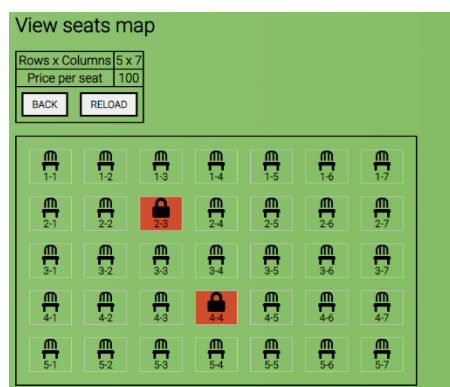 View seats map
Rows x Columns 5 x 7
Price per seat 100
BACK RELOAD
1-1 1-2 1-3 1-4 1-5 1-6 1-7
2-1 2-2 2-3 2-4 2-5 2-6 2-7
3-1 3-2 3-3 3-4 3-5 3-6 3-7
4-1 4-2 4-3 4-4 4-5 4-6 4-7
5-1 5-2 5-3 5-4 5-5 5-6 5-7